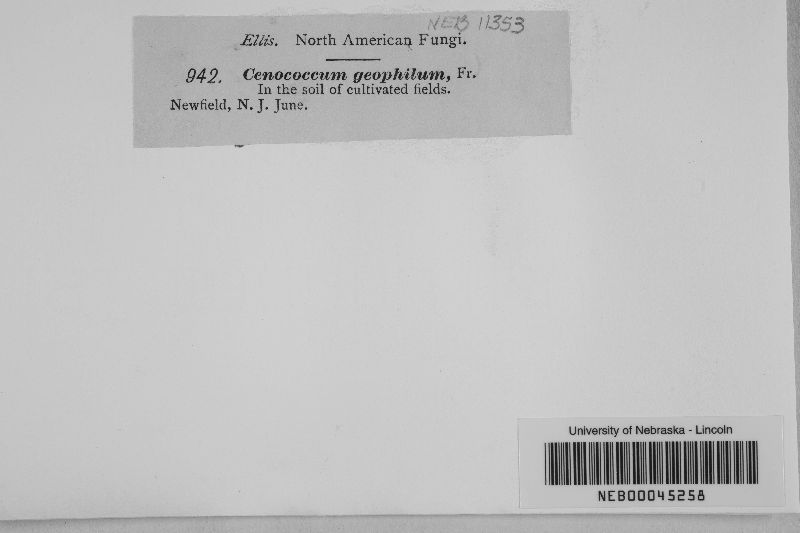 NEB 11353
Ellis. North American Fungi.
942. Cenococcum geophilum, Fr.
In the soil of cultivated fields.
Newfield, N. J. June.
University of Nebraska - Lincoln
NEB00045258